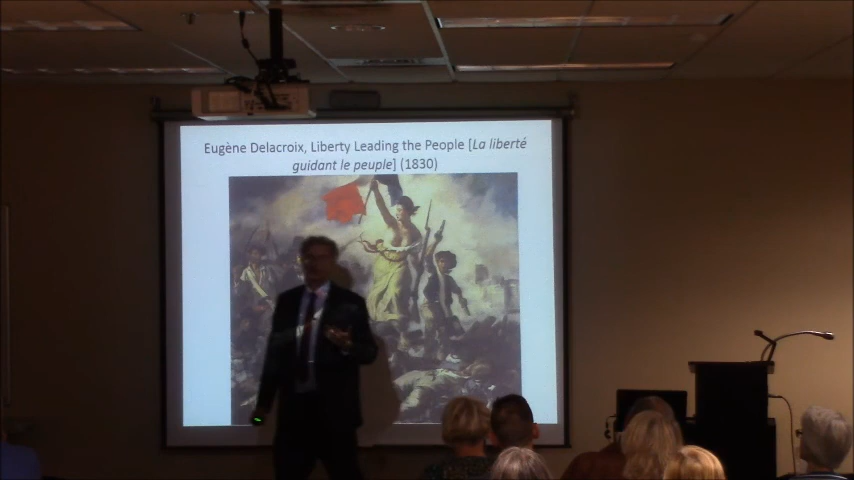 Eugène Delacroix, Liberty Leading the People [La liberté
guidant le peuple] (1830)